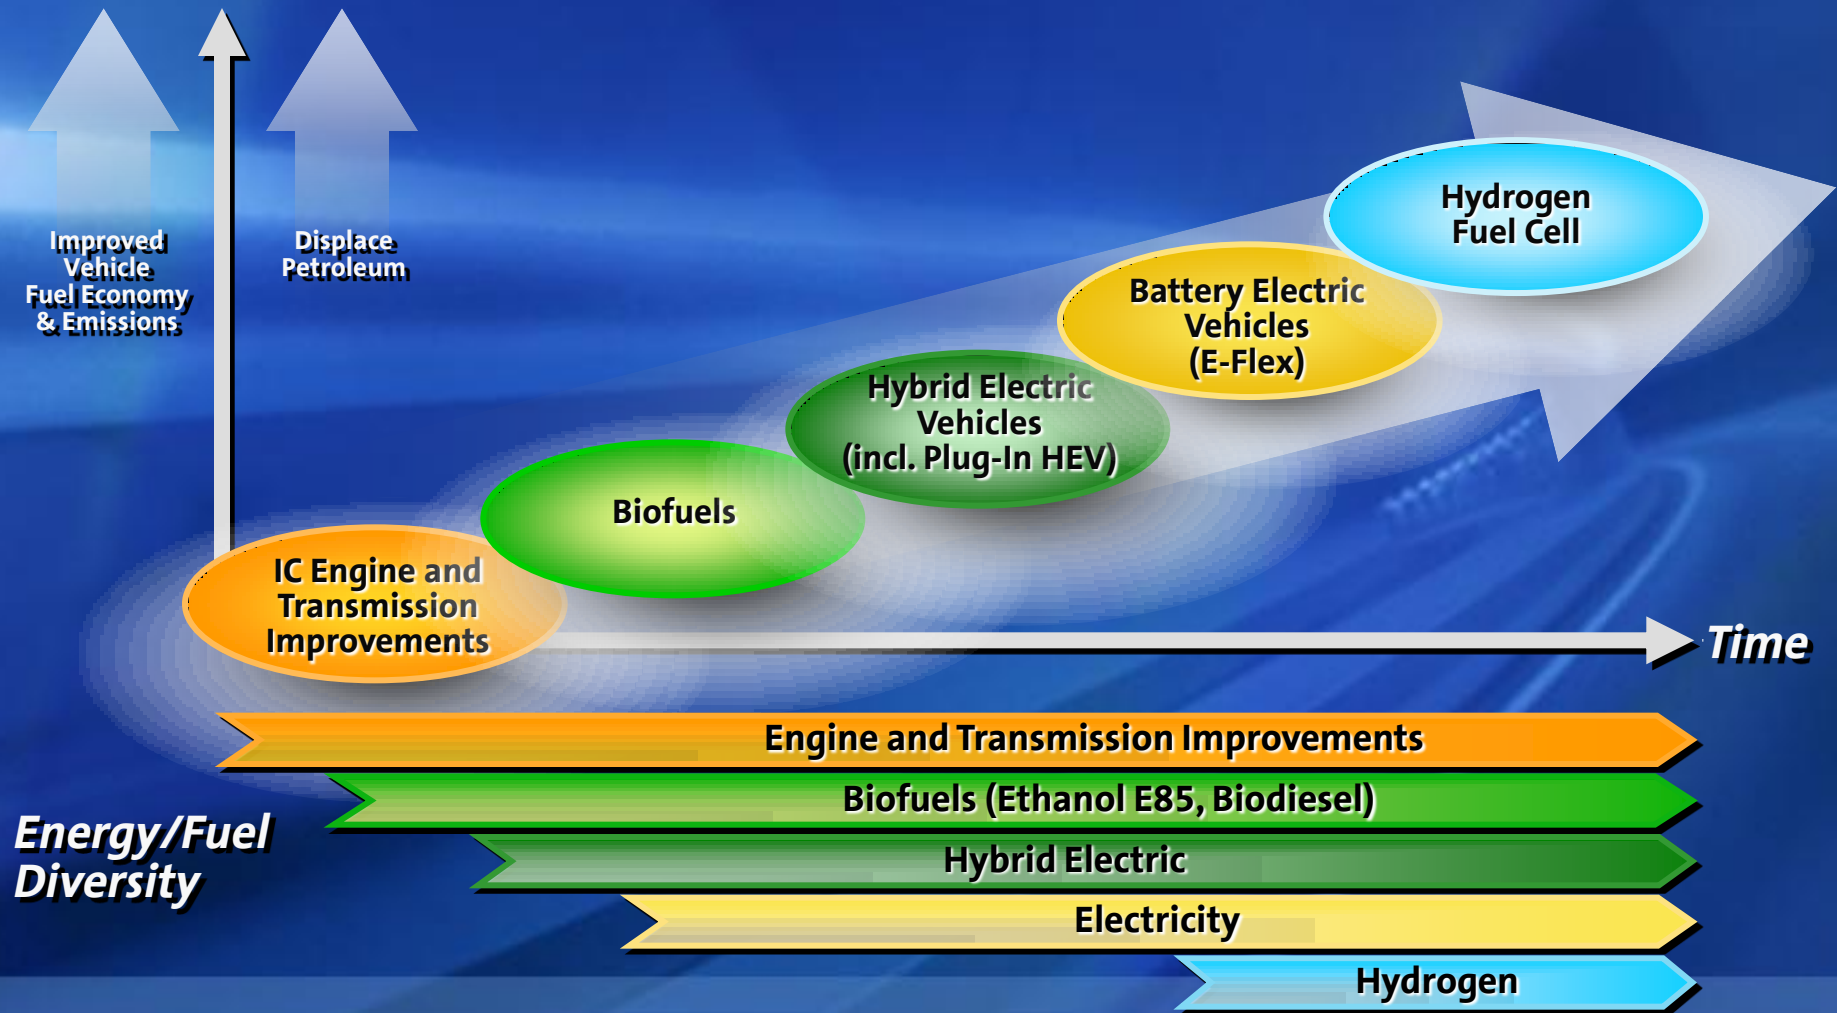 Improved
Vehicle
Fuel Economy
& Emissions
Displace
Petroleum
Hydrogen
Fuel Cell
Battery Electric
Vehicles
(E-Flex)
Hybrid Electric
Vehicles
(incl. Plug-In HEV)
Biofuels
IC Engine and
Transmission
Improvements
Time
Energy/Fuel
Diversity
Engine and Transmission Improvements
Biofuels (Ethanol E85, Biodiesel)
Hybrid Electric
Electricity
Hydrogen